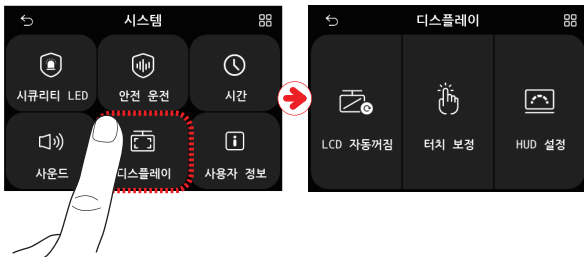 시스템
시큐리티 LED
안전 운전
시간
사운드
디스플레이
사용자 정보
디스플레이
LCD 자동꺼짐
터치 보정
HUD 설정